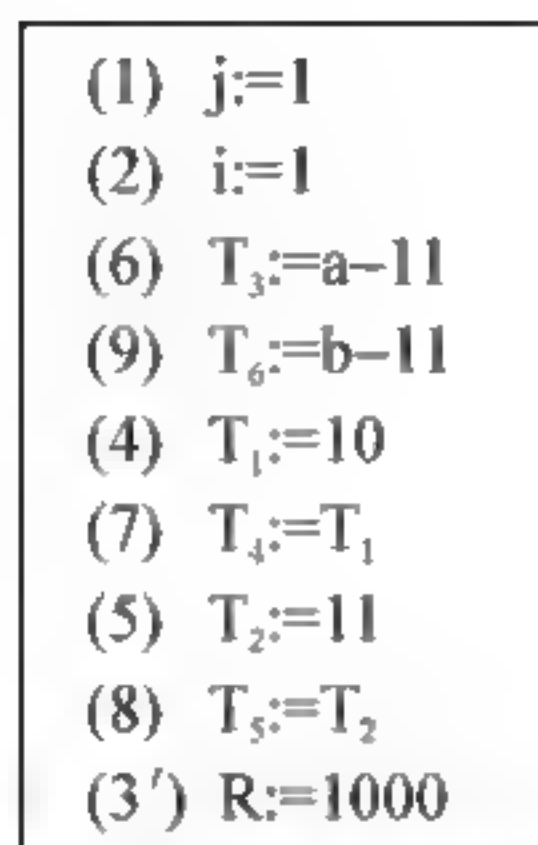 (1) j:=1
(2) i:=1
(6) T₃:=a−11
(9) T₆:=b−11
(4) T₁:=10
(7) T₄:=T₁
(5) T₂:=11
(8) T₅:=T₂
(3′) R:=1000